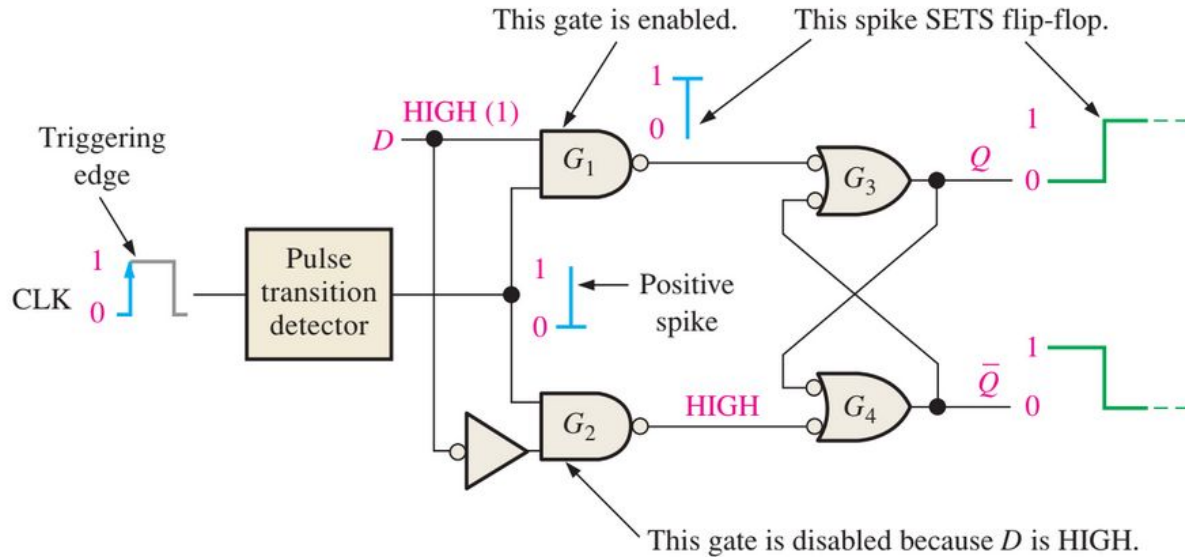 This gate is enabled.
This spike SETS flip-flop.
1
0
HIGH (1)
D
G₁
G₃
Q
1
0
Triggering
edge
1
CLK
0
Pulse
transition
detector
1
0
Positive
spike
G₂
HIGH
G₄
Q̅
1
0
This gate is disabled because D is HIGH.